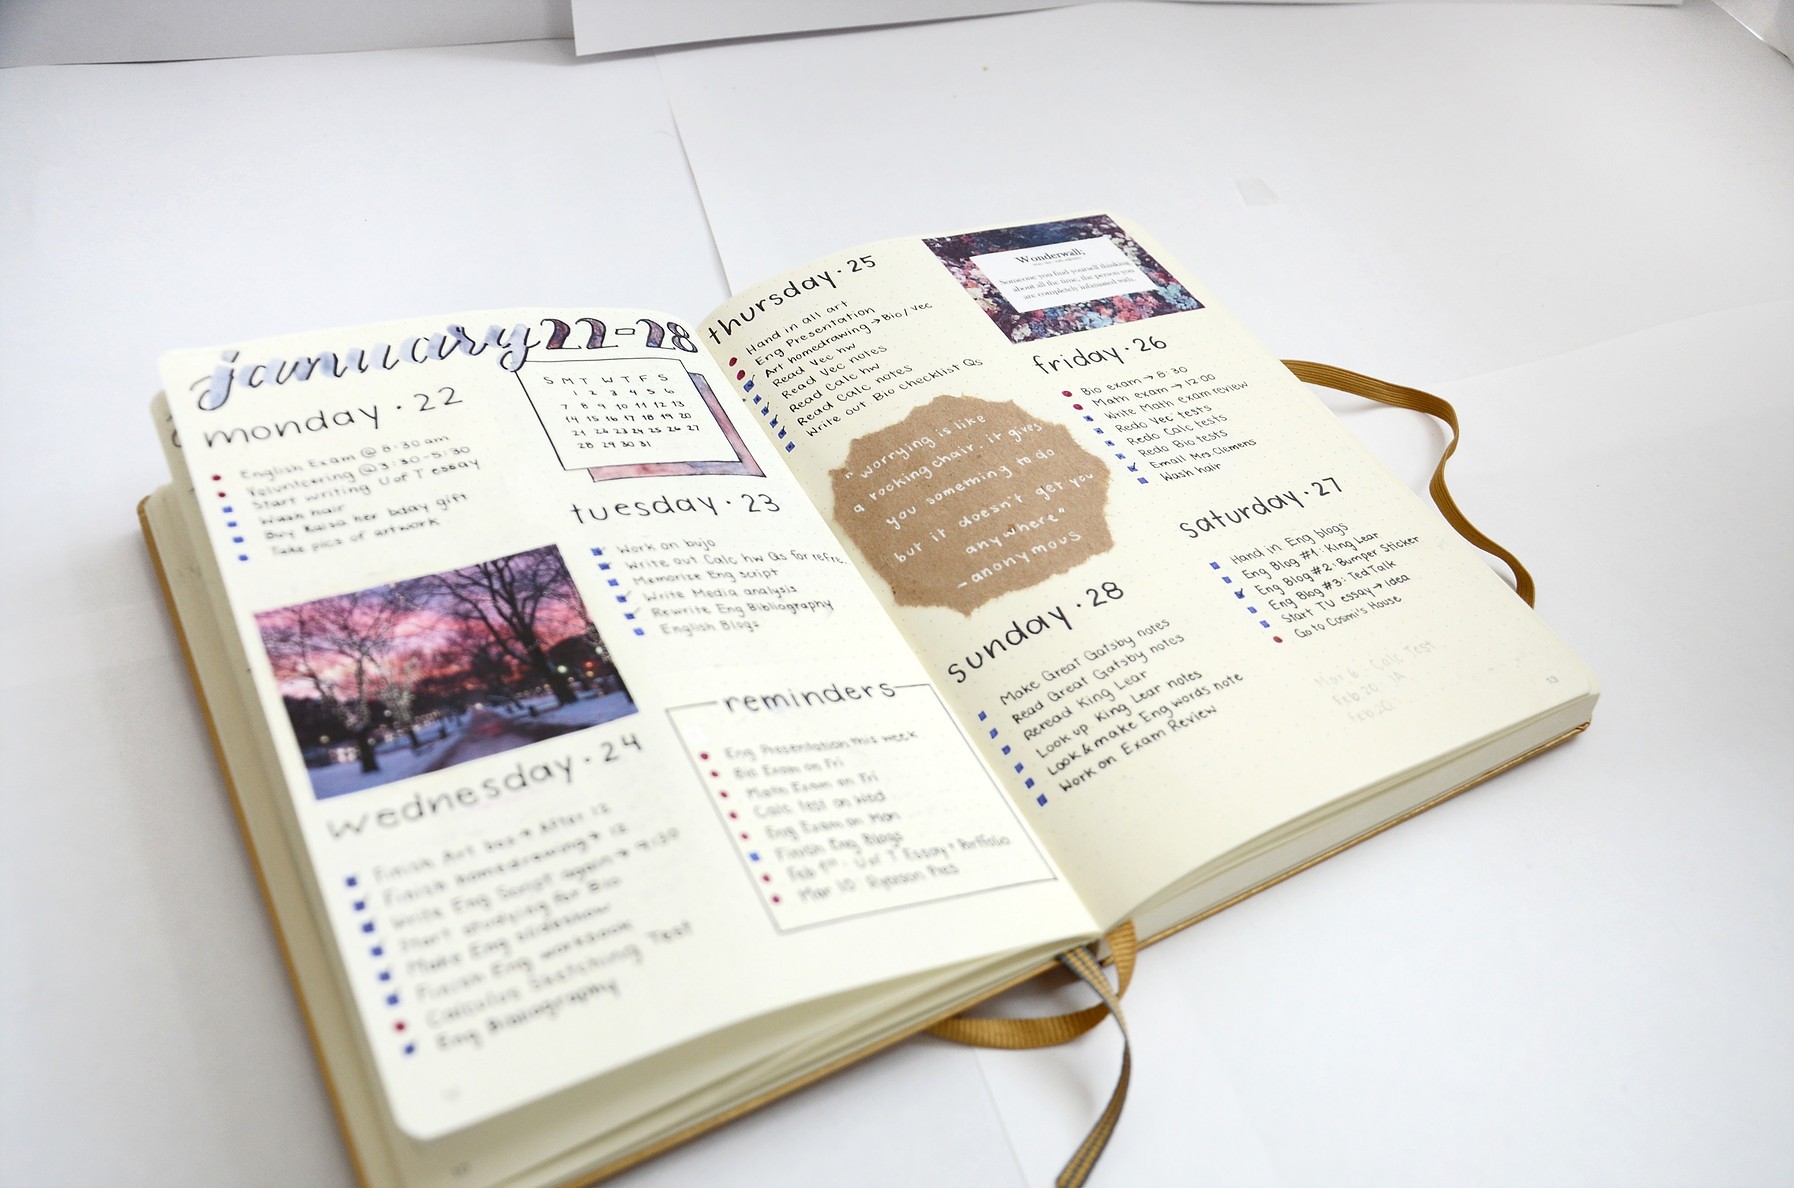 january 22-28
monday · 22
English Exam @ 8:30am
Volunteering @ 3:30-5:30
Start writing U of T essay
Wash hair
Buy Raisa her bday gift
Take pics of artwork
S M T W T F S
1 2 3 4 5 6
7 8 9 10 11 12 13
14 15 16 17 18 19 20
21 22 23 24 25 26 27
28 29 30 31
tuesday · 23
Work on bujo
Write out Calc hw Qs for refre.
Memorize Eng script
Write Media analysis
Rewrite Eng Bibliography
English Blogs
wednesday · 24
Finish Art box → After 12
Finish homedrawing → 12
Write Eng Script again → 9:30
Start studying for Bio
Make Eng slideshow
Finish Eng workbook
Calculus Sketching Test
Eng Bibliography
reminders
Eng Presentation this week
Bio Exam on Fri
Math Exam on Fri
Calc test on Wed
Eng Exam on Mon
Finish Eng Blogs
Feb 1st: U of T Essay + Portfolio
Mar 10: Ryerson
thursday · 25
Hand in all art
Eng Presentation
Art homedrawing → Bio/Vec
Read Vec hw
Read Vec notes
Read Calc hw
Read Calc notes
Write out Bio checklist Qs
Wonderwall;
Someone you find yourself thinking
about all the time, the person you
are completely infatuated with.
"worrying is like
a rocking chair. it gives
you something to do
but it doesn't get you
anywhere"
- anonymous
friday · 26
Bio exam → 8:30
Math exam → 12:00
Write Math exam review
Redo Vec tests
Redo Calc tests
Redo Bio tests
Email Mrs. Clemens
Wash hair
saturday · 27
Hand in Eng blogs
Eng Blog #1: King Lear
Eng Blog #2: Bumper Sticker
Eng Blog #3: Ted Talk
Start TU essay → idea
Go to Cosmi's House
sunday · 28
Make Great Gatsby notes
Read Great Gatsby notes
Reread King Lear
Look up King Lear notes
Look & make Eng words note
Work on Exam Review
Mar 6: Calc Test
Feb 20: IA
Feb 20:
13